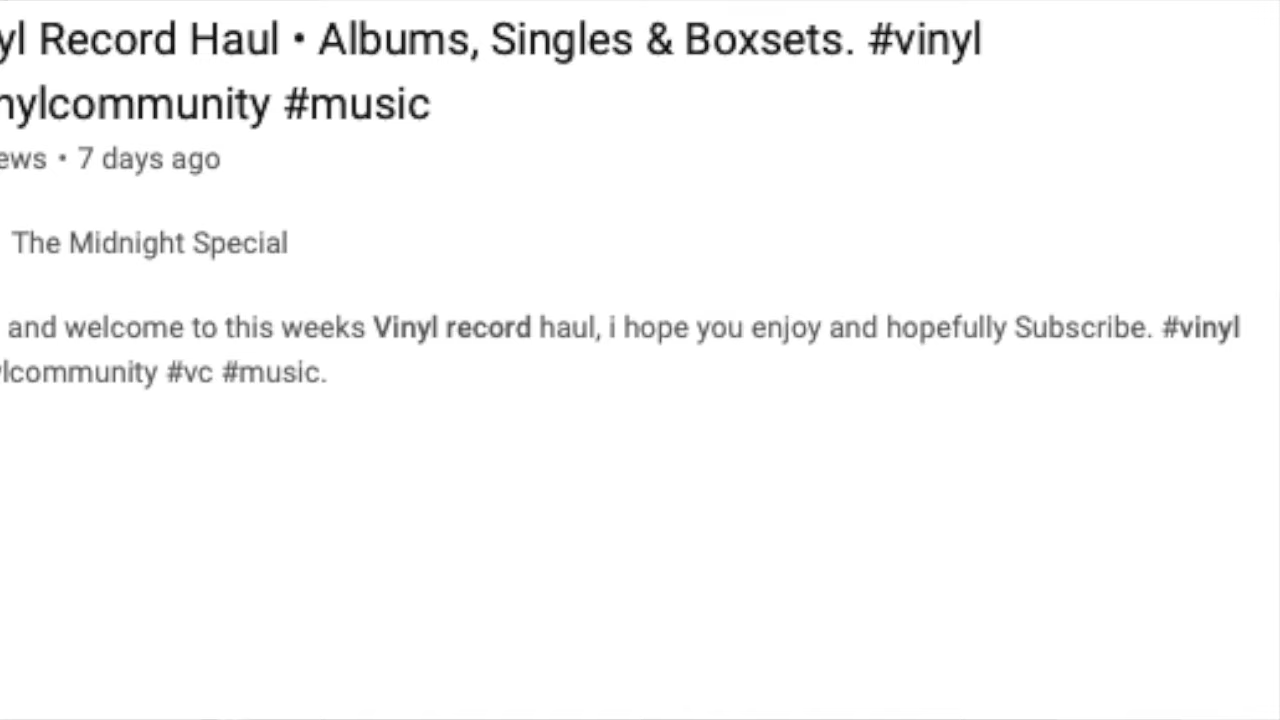 yl Record Haul • Albums, Singles & Boxsets. #vinyl
nylcommunity #music
ews • 7 days ago
The Midnight Special
and welcome to this weeks Vinyl record haul, i hope you enjoy and hopefully Subscribe. #vinyl
ylcommunity #vc #music.